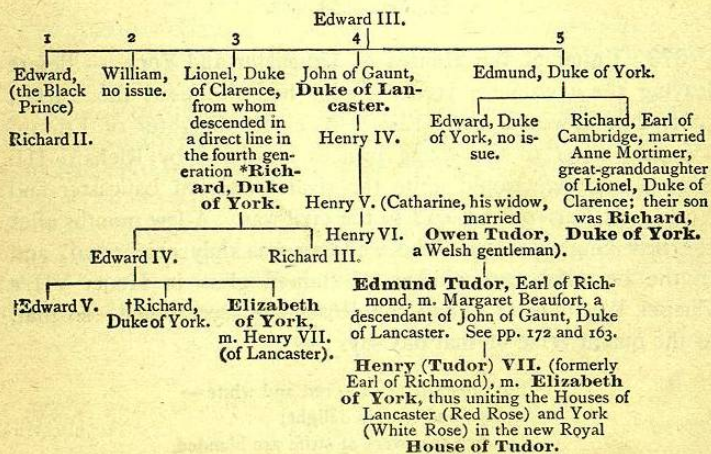 Edward III.
1 2 3 4 5
Edward,
(the Black
Prince)
Richard II.
William,
no issue.
Lionel, Duke
of Clarence,
from whom
descended in
a direct line in
the fourth gen-
eration *Rich-
ard, Duke
of York.
John of Gaunt,
Duke of Lan-
caster.
Henry IV.
Henry V. (Catharine, his widow,
married
Owen Tudor,
a Welsh gentleman).
Henry VI.
Edmund, Duke of York.
Edward, Duke
of York, no is-
sue.
Richard, Earl of
Cambridge, married
Anne Mortimer,
great-granddaughter
of Lionel, Duke of
Clarence; their son
was Richard,
Duke of York.
Edward IV.
Richard III.
†Edward V.
†Richard,
Duke of York.
Elizabeth
of York,
m. Henry VII.
(of Lancaster).
Edmund Tudor, Earl of Rich-
mond, m. Margaret Beaufort, a
descendant of John of Gaunt, Duke
of Lancaster. See pp. 172 and 163.
Henry (Tudor) VII. (formerly
Earl of Richmond), m. Elizabeth
of York, thus uniting the Houses of
Lancaster (Red Rose) and York
(White Rose) in the new Royal
House of Tudor.